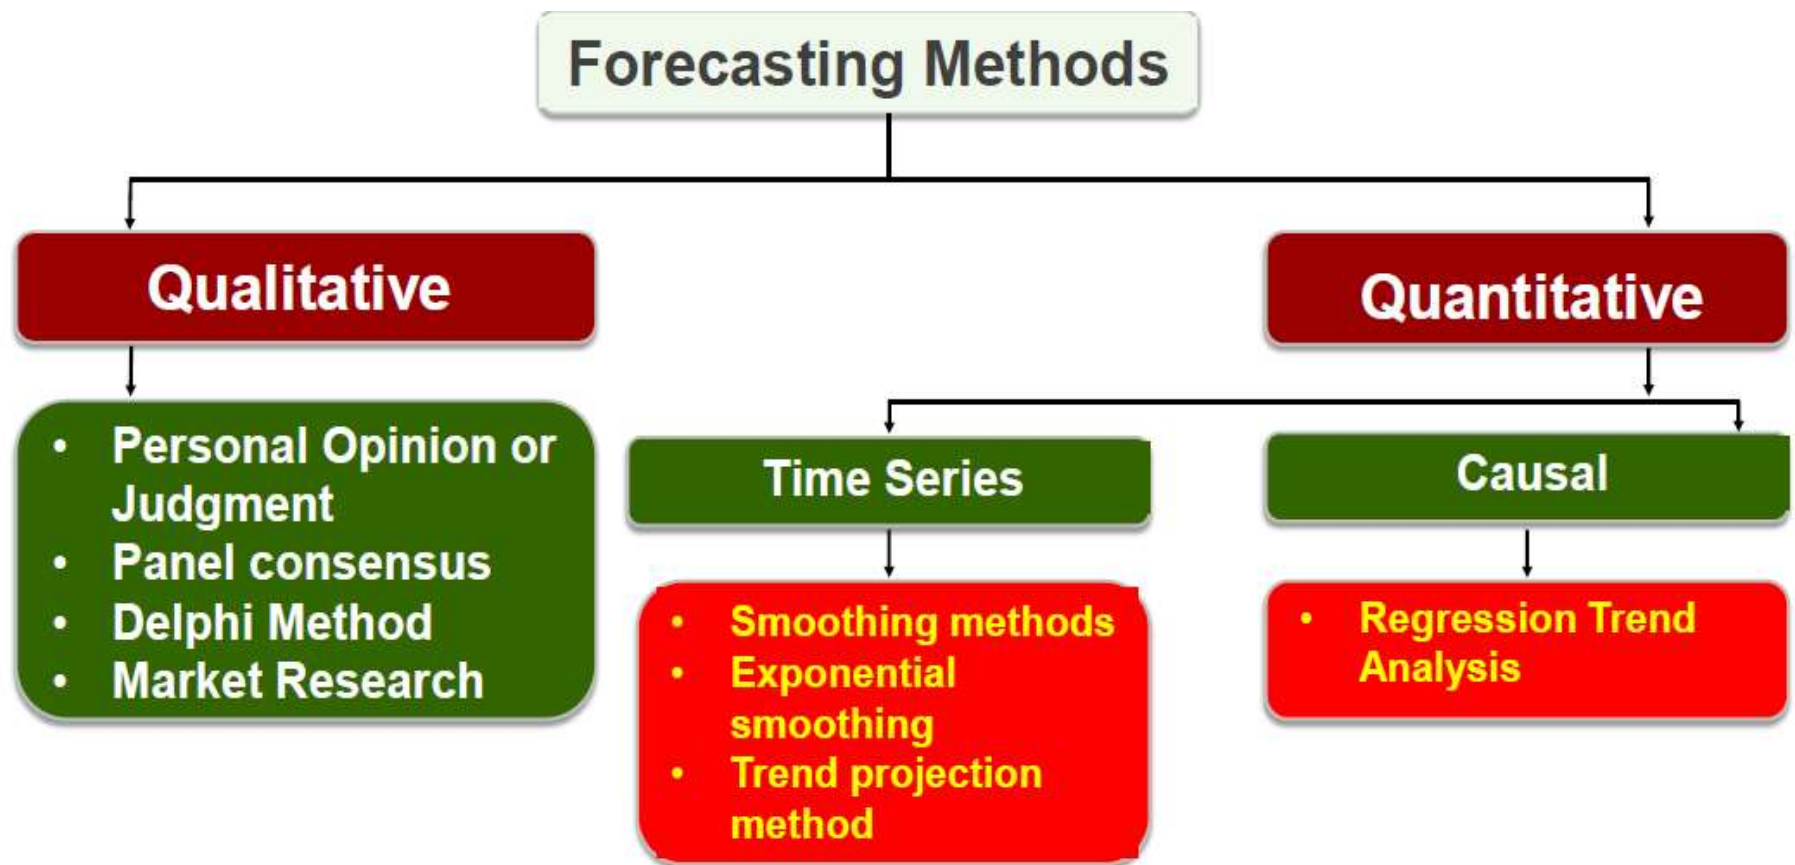 Forecasting Methods
Qualitative
Quantitative
• Personal Opinion or
Judgment
• Panel consensus
• Delphi Method
• Market Research
Time Series
Causal
• Smoothing methods
• Exponential
smoothing
• Trend projection
method
• Regression Trend
Analysis